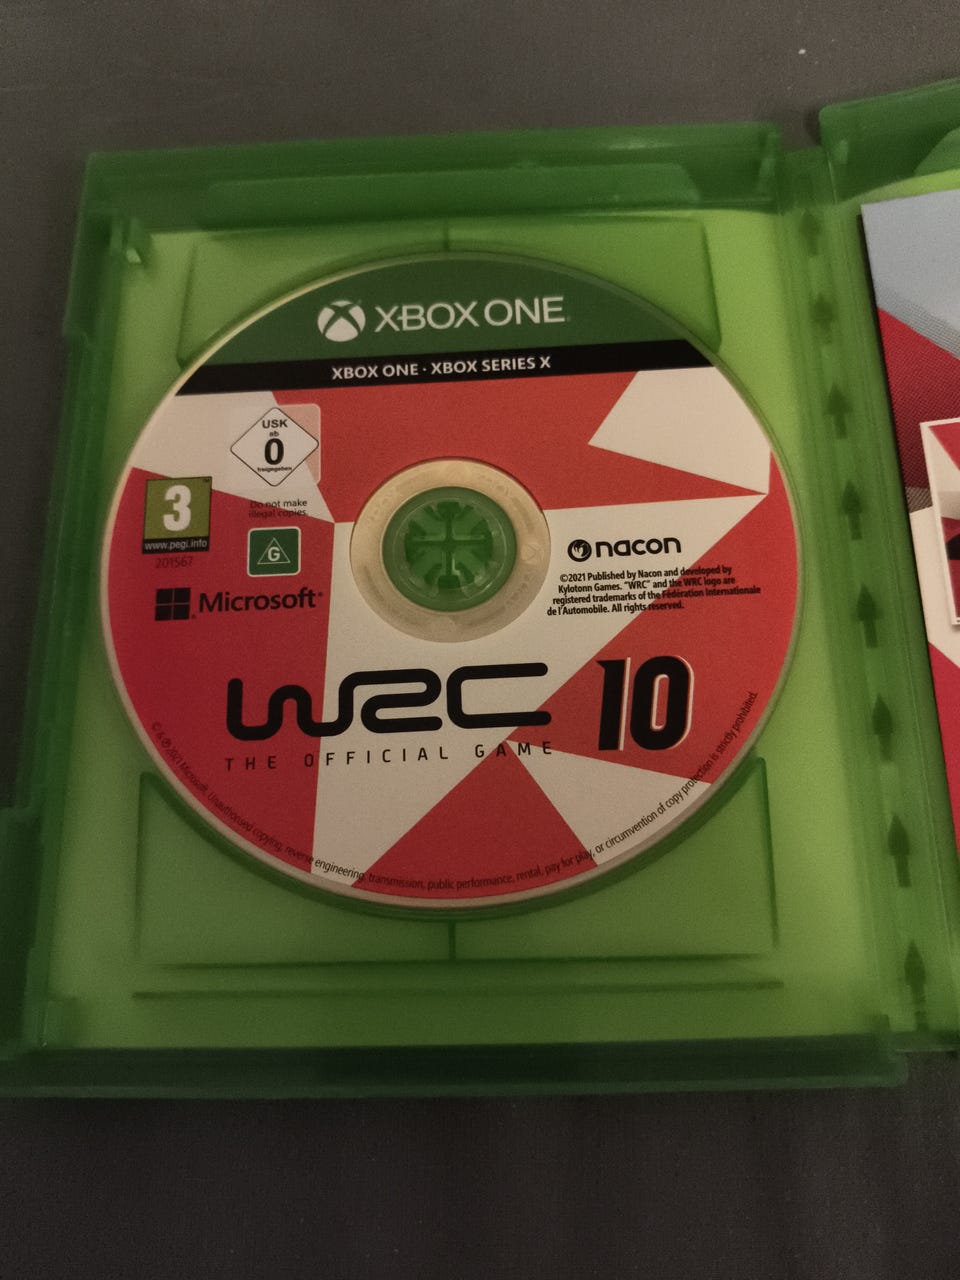 XBOX ONE
XBOX ONE · XBOX SERIES X
USK
ab
0
freigegeben
Do not make
illegal copies.
3
www.pegi.info
201567
G
Microsoft®
nacon
©2021 Published by Nacon and developed by
Kylotonn Games. "WRC" and the WRC logo are
registered trademarks of the Fédération Internationale
de l'Automobile. All rights reserved.
WRC 10
THE OFFICIAL GAME
© & ℗ 2021 Microsoft. Unauthorised copying, reverse engineering, transmission, public performance, rental, pay for play, or circumvention of copy protection is strictly prohibited.